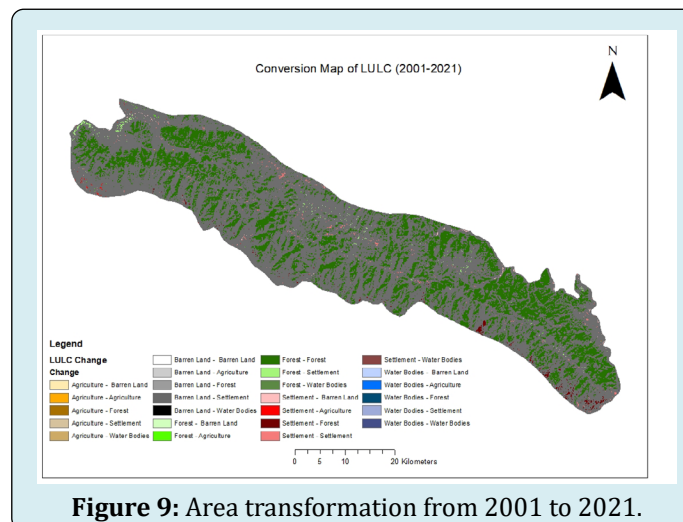 N
Conversion Map of LULC (2001-2021)
Legend
LULC Change
Change
Agriculture - Barren Land
Agriculture - Agriculture
Agriculture - Forest
Agriculture - Settlement
Agriculture - Water Bodies
Barren Land - Barren Land
Barren Land - Agriculture
Barren Land - Forest
Barren Land - Settlement
Barren Land - Water Bodies
Forest - Barren Land
Forest - Agriculture
Forest - Forest
Forest - Settlement
Forest - Water Bodies
Settlement - Barren Land
Settlement - Agriculture
Settlement - Forest
Settlement - Settlement
Settlement - Water Bodies
Water Bodies - Barren Land
Water Bodies - Agriculture
Water Bodies - Forest
Water Bodies - Settlement
Water Bodies - Water Bodies
0 5 10 20 Kilometers
Figure 9: Area transformation from 2001 to 2021.